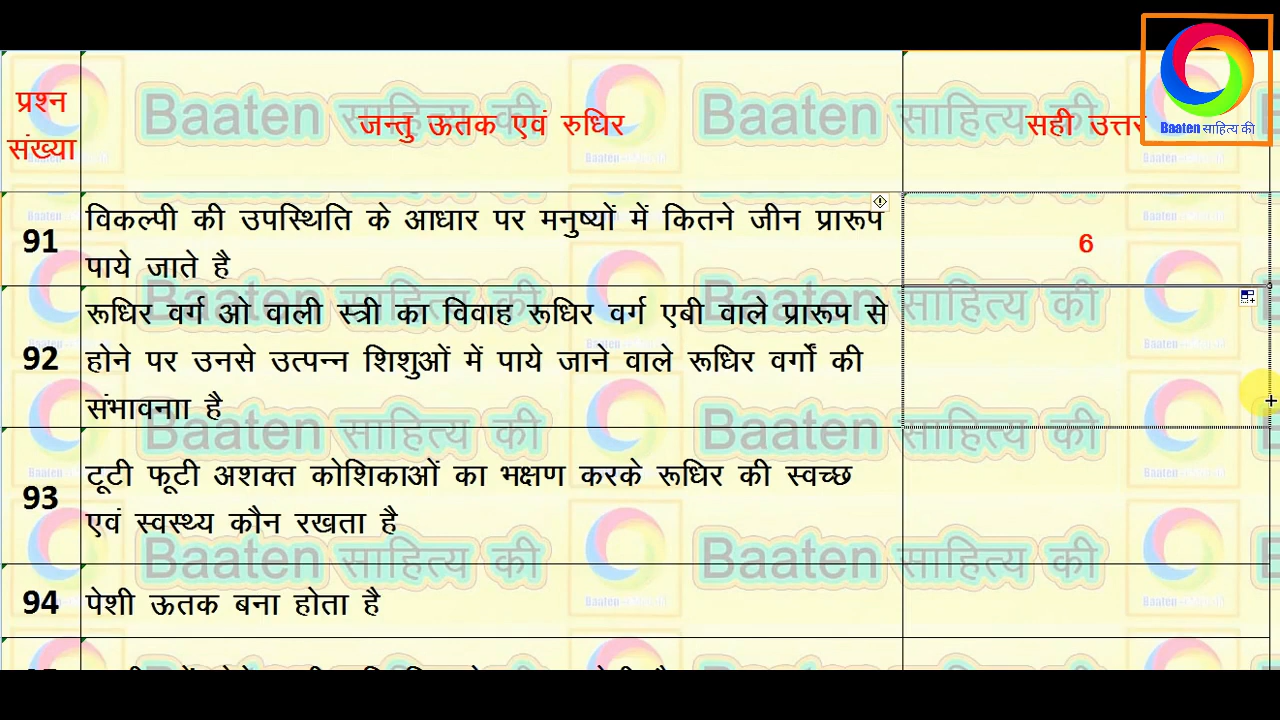 Baaten साहित्य की
प्रश्न संख्या
जन्तु ऊतक एवं रुधिर
सही उत्तर
91
विकल्पी की उपस्थिति के आधार पर मनुष्यों में कितने जीन प्रारूप
पाये जाते है
6
92
रूधिर वर्ग ओ वाली स्त्री का विवाह रूधिर वर्ग एबी वाले प्रारूप से
होने पर उनसे उत्पन्न शिशुओं में पाये जाने वाले रूधिर वर्गों की
संभावनाा है
93
टूटी फूटी अशक्त कोशिकाओं का भक्षण करके रूधिर की स्वच्छ
एवं स्वस्थ्य कौन रखता है
94
पेशी ऊतक बना होता है